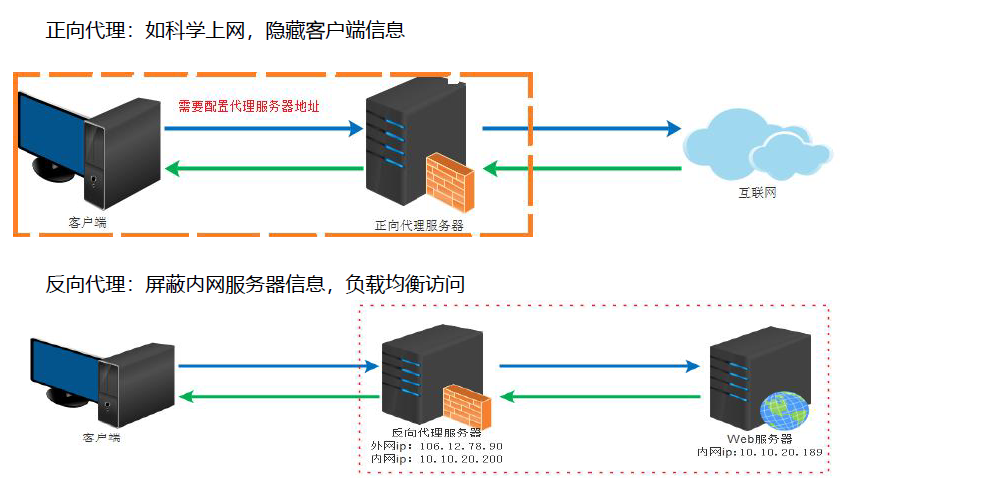 正向代理：如科学上网，隐藏客户端信息
需要配置代理服务器地址
客户端
正向代理服务器
互联网
反向代理：屏蔽内网服务器信息，负载均衡访问
客户端
反向代理服务器
外网ip：106.12.78.90
内网ip：10.10.20.200
Web服务器
内网ip:10.10.20.189